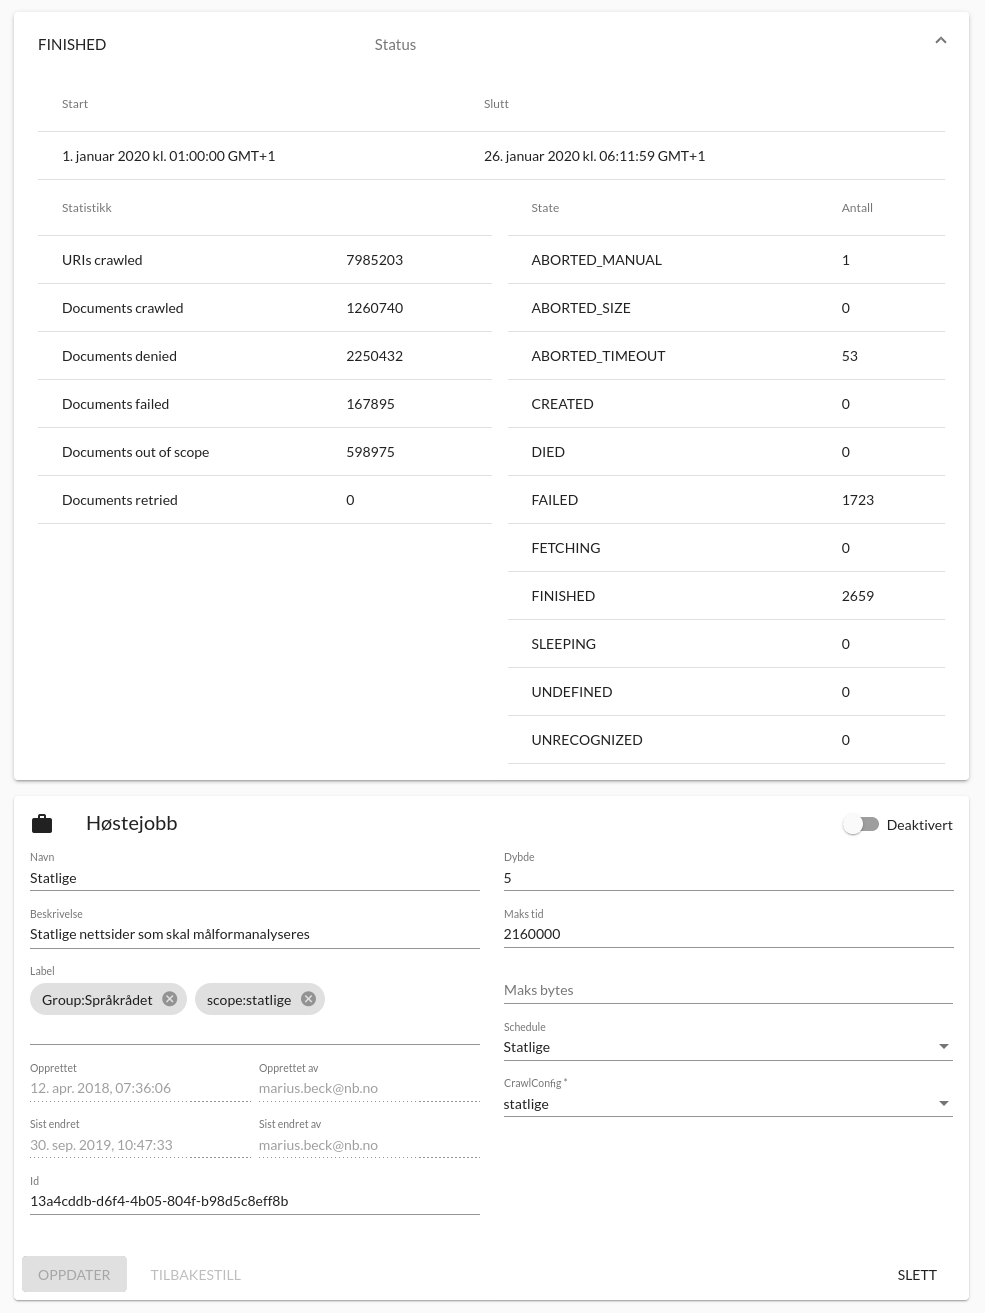 FINISHED Status
Start Slutt
1. januar 2020 kl. 01:00:00 GMT+1 26. januar 2020 kl. 06:11:59 GMT+1
Statistikk State Antall
URIs crawled 7985203 ABORTED_MANUAL 1
Documents crawled 1260740 ABORTED_SIZE 0
Documents denied 2250432 ABORTED_TIMEOUT 53
Documents failed 167895 CREATED 0
Documents out of scope 598975 DIED 0
Documents retried 0 FAILED 1723
FETCHING 0
FINISHED 2659
SLEEPING 0
UNDEFINED 0
UNRECOGNIZED 0
Høstejobb Deaktivert
Navn Dybde
Statlige 5
Beskrivelse Maks tid
Statlige nettsider som skal målformanalyseres 2160000
Label
Group:Språkrådet scope:statlige Maks bytes
Schedule
Statlige
Opprettet Opprettet av CrawlConfig *
12. apr. 2018, 07:36:06 marius.beck@nb.no statlige
Sist endret Sist endret av
30. sep. 2019, 10:47:33 marius.beck@nb.no
Id
13a4cddb-d6f4-4b05-804f-b98d5c8eff8b
OPPDATER TILBAKESTILL SLETT